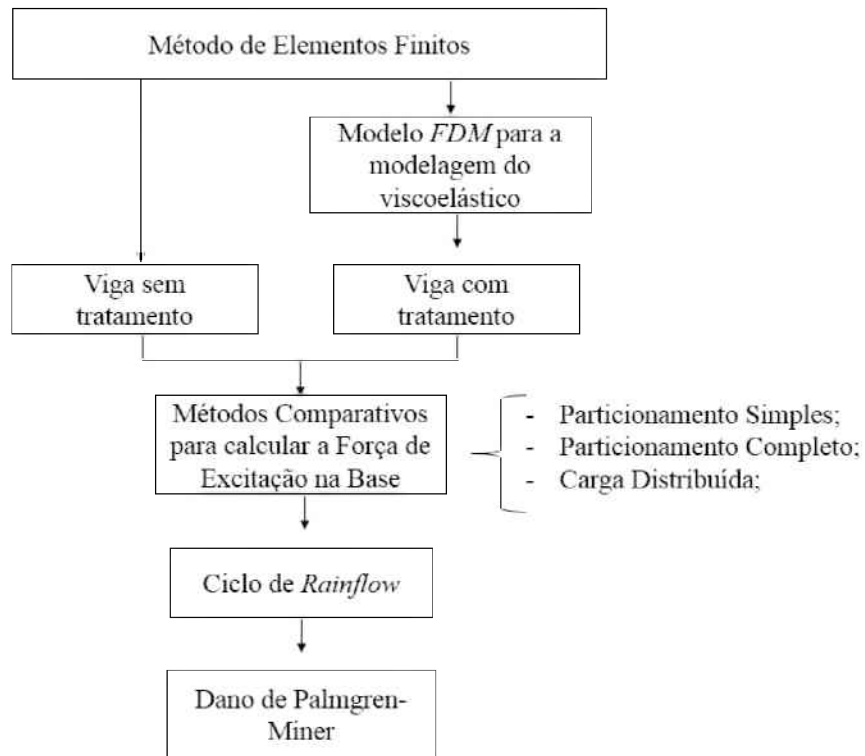 Método de Elementos Finitos
Modelo FDM para a
modelagem do
viscoelástico
Viga sem
tratamento
Viga com
tratamento
Métodos Comparativos
para calcular a Força de
Excitação na Base
- Particionamento Simples;
- Particionamento Completo;
- Carga Distribuída;
Ciclo de Rainflow
Dano de Palmgren-
Miner